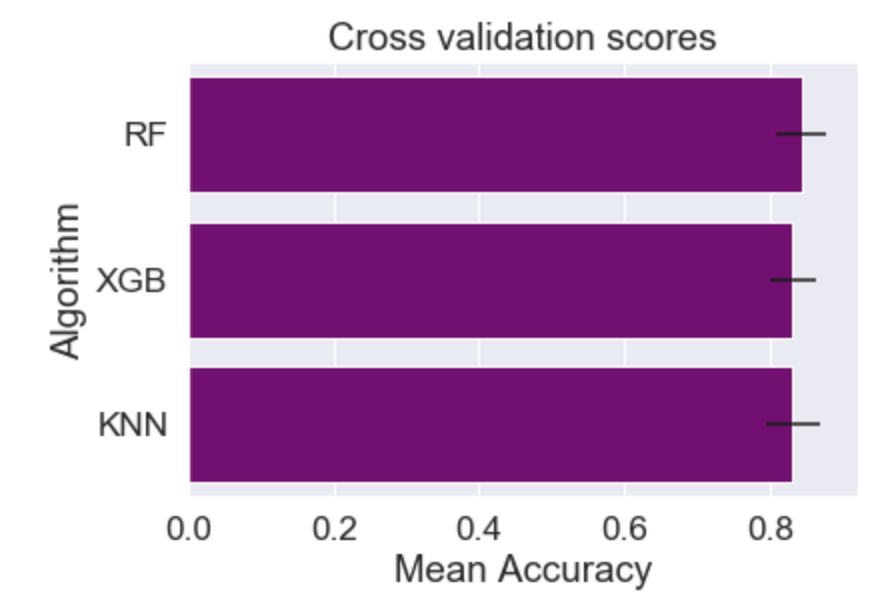 Cross validation scores
RF
XGB
KNN
Algorithm
0.0 0.2 0.4 0.6 0.8
Mean Accuracy